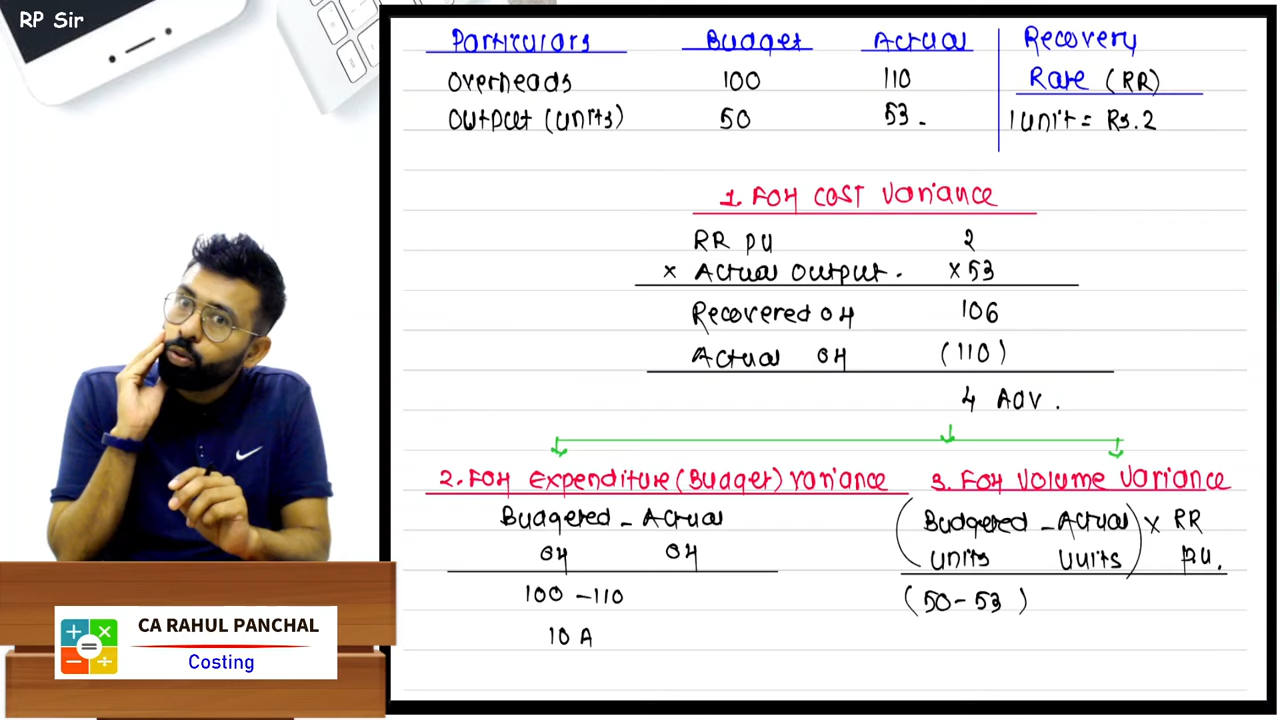 RP Sir
Particulars Budget Actual Recovery
Overheads 100 110 Rate (RR)
Output (units) 50 53 1 unit = Rs. 2
1. FOH Cost Variance
RR pu 2
x Actual Output. x 53
Recovered OH 106
Actual OH (110)
4 Adv.
2. FOH Expenditure (Budget) Variance 3. FOH Volume Variance
Budgeted - Actual (Budgeted - Actual) x RR
OH OH units units pu.
100 - 110 (50 - 53)
10 A
CA RAHUL PANCHAL
Costing